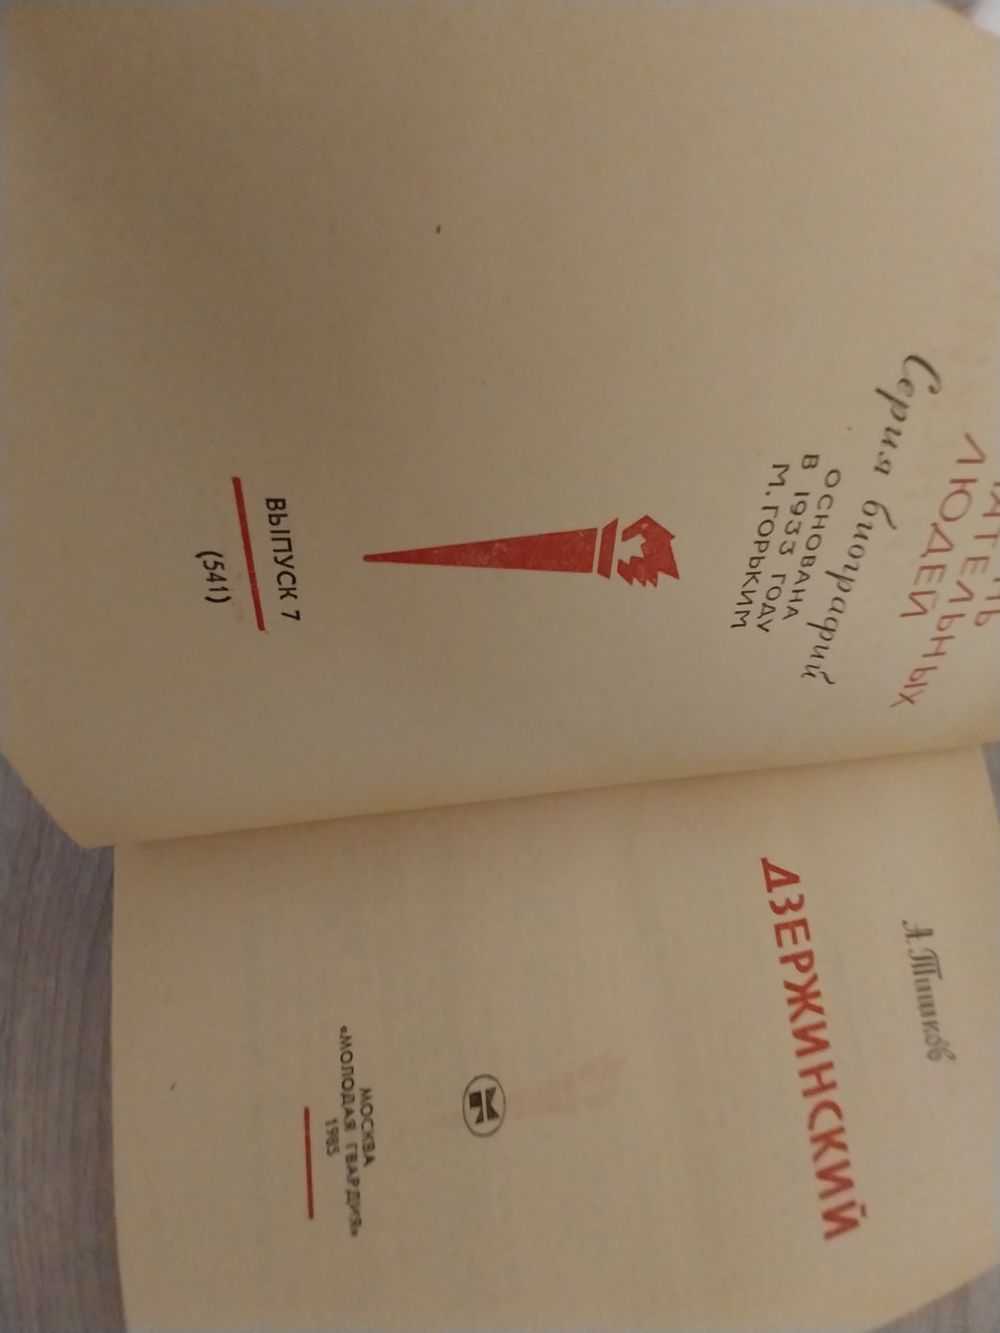 ЛЮДЕЙ
Серия биографий
ОСНОВАНА
В 1933 ГОДУ
М. ГОРЬКИМ
ВЫПУСК 7
(541)
А. Тишков
ДЗЕРЖИНСКИЙ
МОСКВА
«МОЛОДАЯ ГВАРДИЯ»
1985